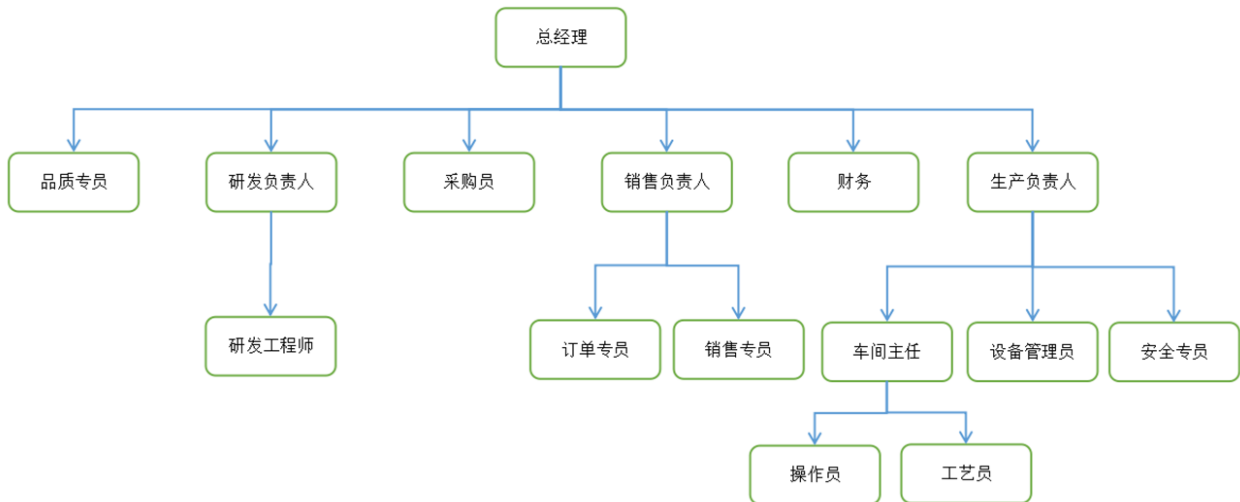 总经理
品质专员
研发负责人
采购员
销售负责人
财务
生产负责人
研发工程师
订单专员
销售专员
车间主任
设备管理员
安全专员
操作员
工艺员